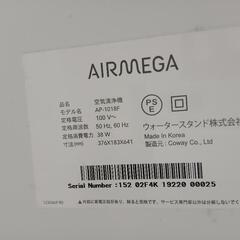 AIRMEGA
空気清浄機
モデル名 AP-1018F
定格電圧 : 100 V~
定格周波数 : 50 Hz, 60 Hz
定格消費電力 : 38 W
寸法(mm) : 376X183X641
PS
E
ウォータースタンド株式会
Made in Korea
製造元 : Coway Co., Ltd
Serial Number :152 02F4K 19220 00025